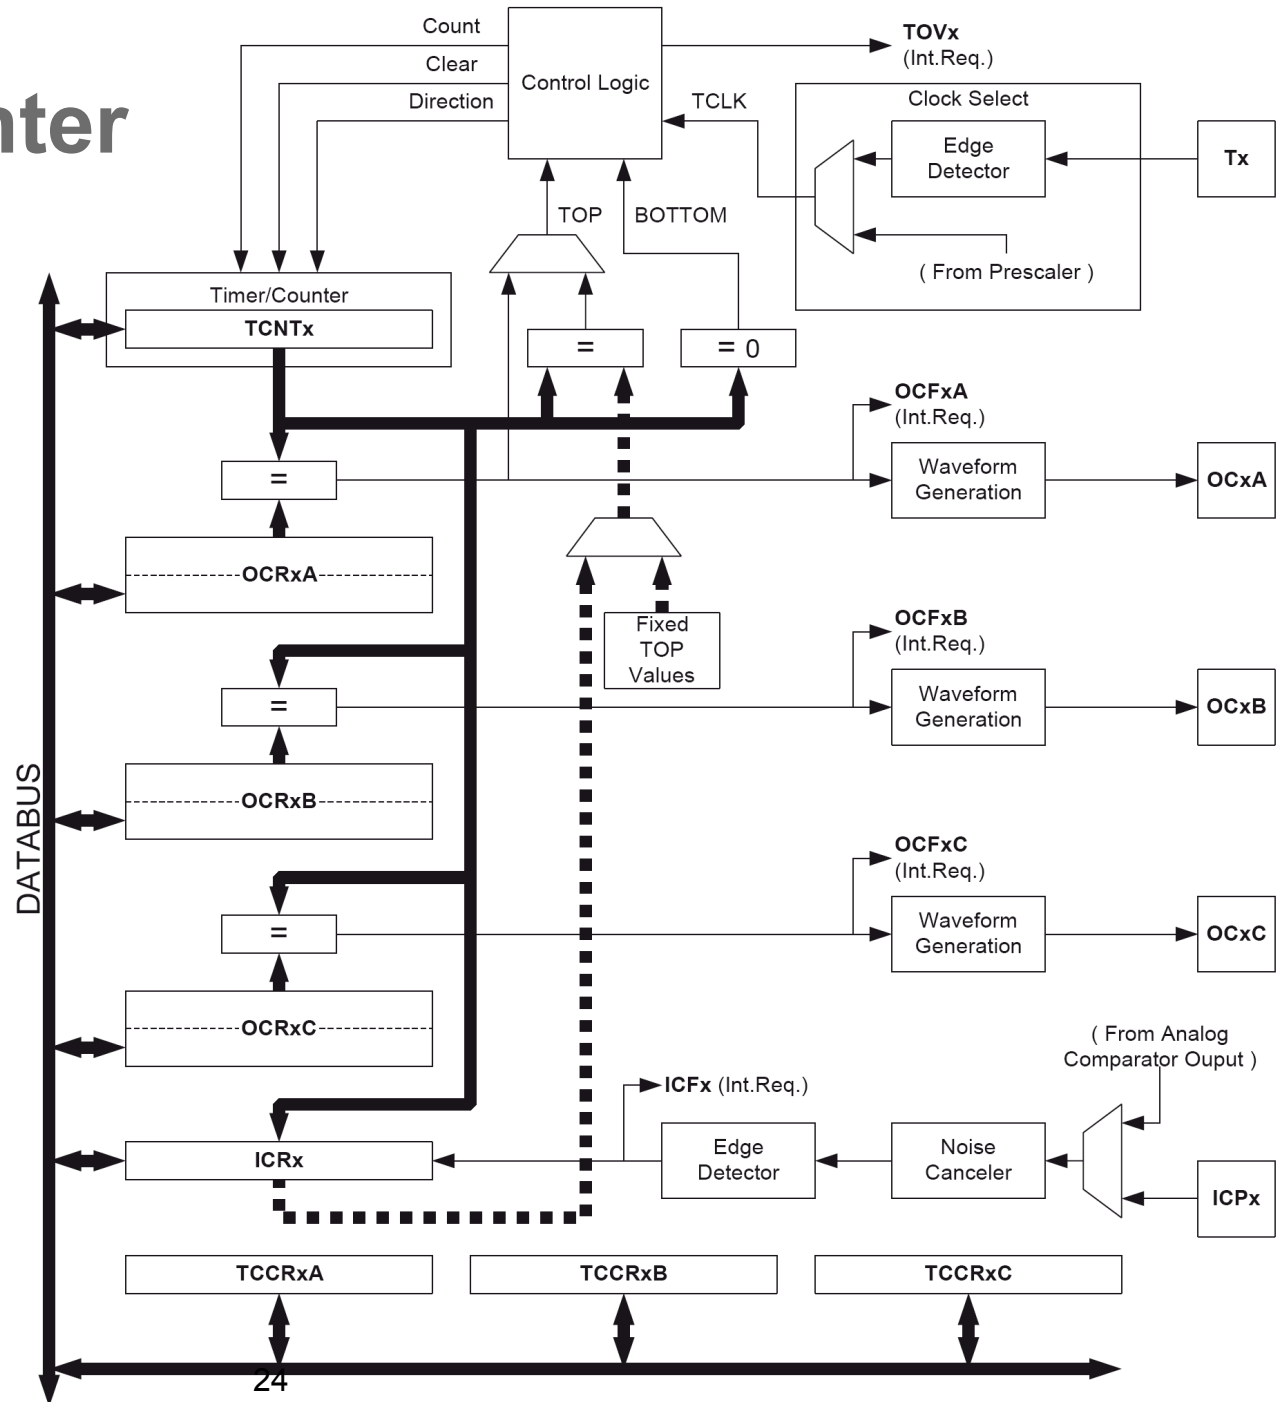 nter
Count
Clear
Direction
Control Logic
TOVx
(Int.Req.)
TCLK
Clock Select
Edge
Detector
Tx
( From Prescaler )
TOP
BOTTOM
Timer/Counter
TCNTx
=
= 0
OCFxA
(Int.Req.)
=
Waveform
Generation
OCxA
OCRxA
Fixed
TOP
Values
OCFxB
(Int.Req.)
=
Waveform
Generation
OCxB
OCRxB
DATABUS
OCFxC
(Int.Req.)
=
Waveform
Generation
OCxC
OCRxC
( From Analog
Comparator Ouput )
ICFx (Int.Req.)
ICRx
Edge
Detector
Noise
Canceler
ICPx
TCCRxA
TCCRxB
TCCRxC
24